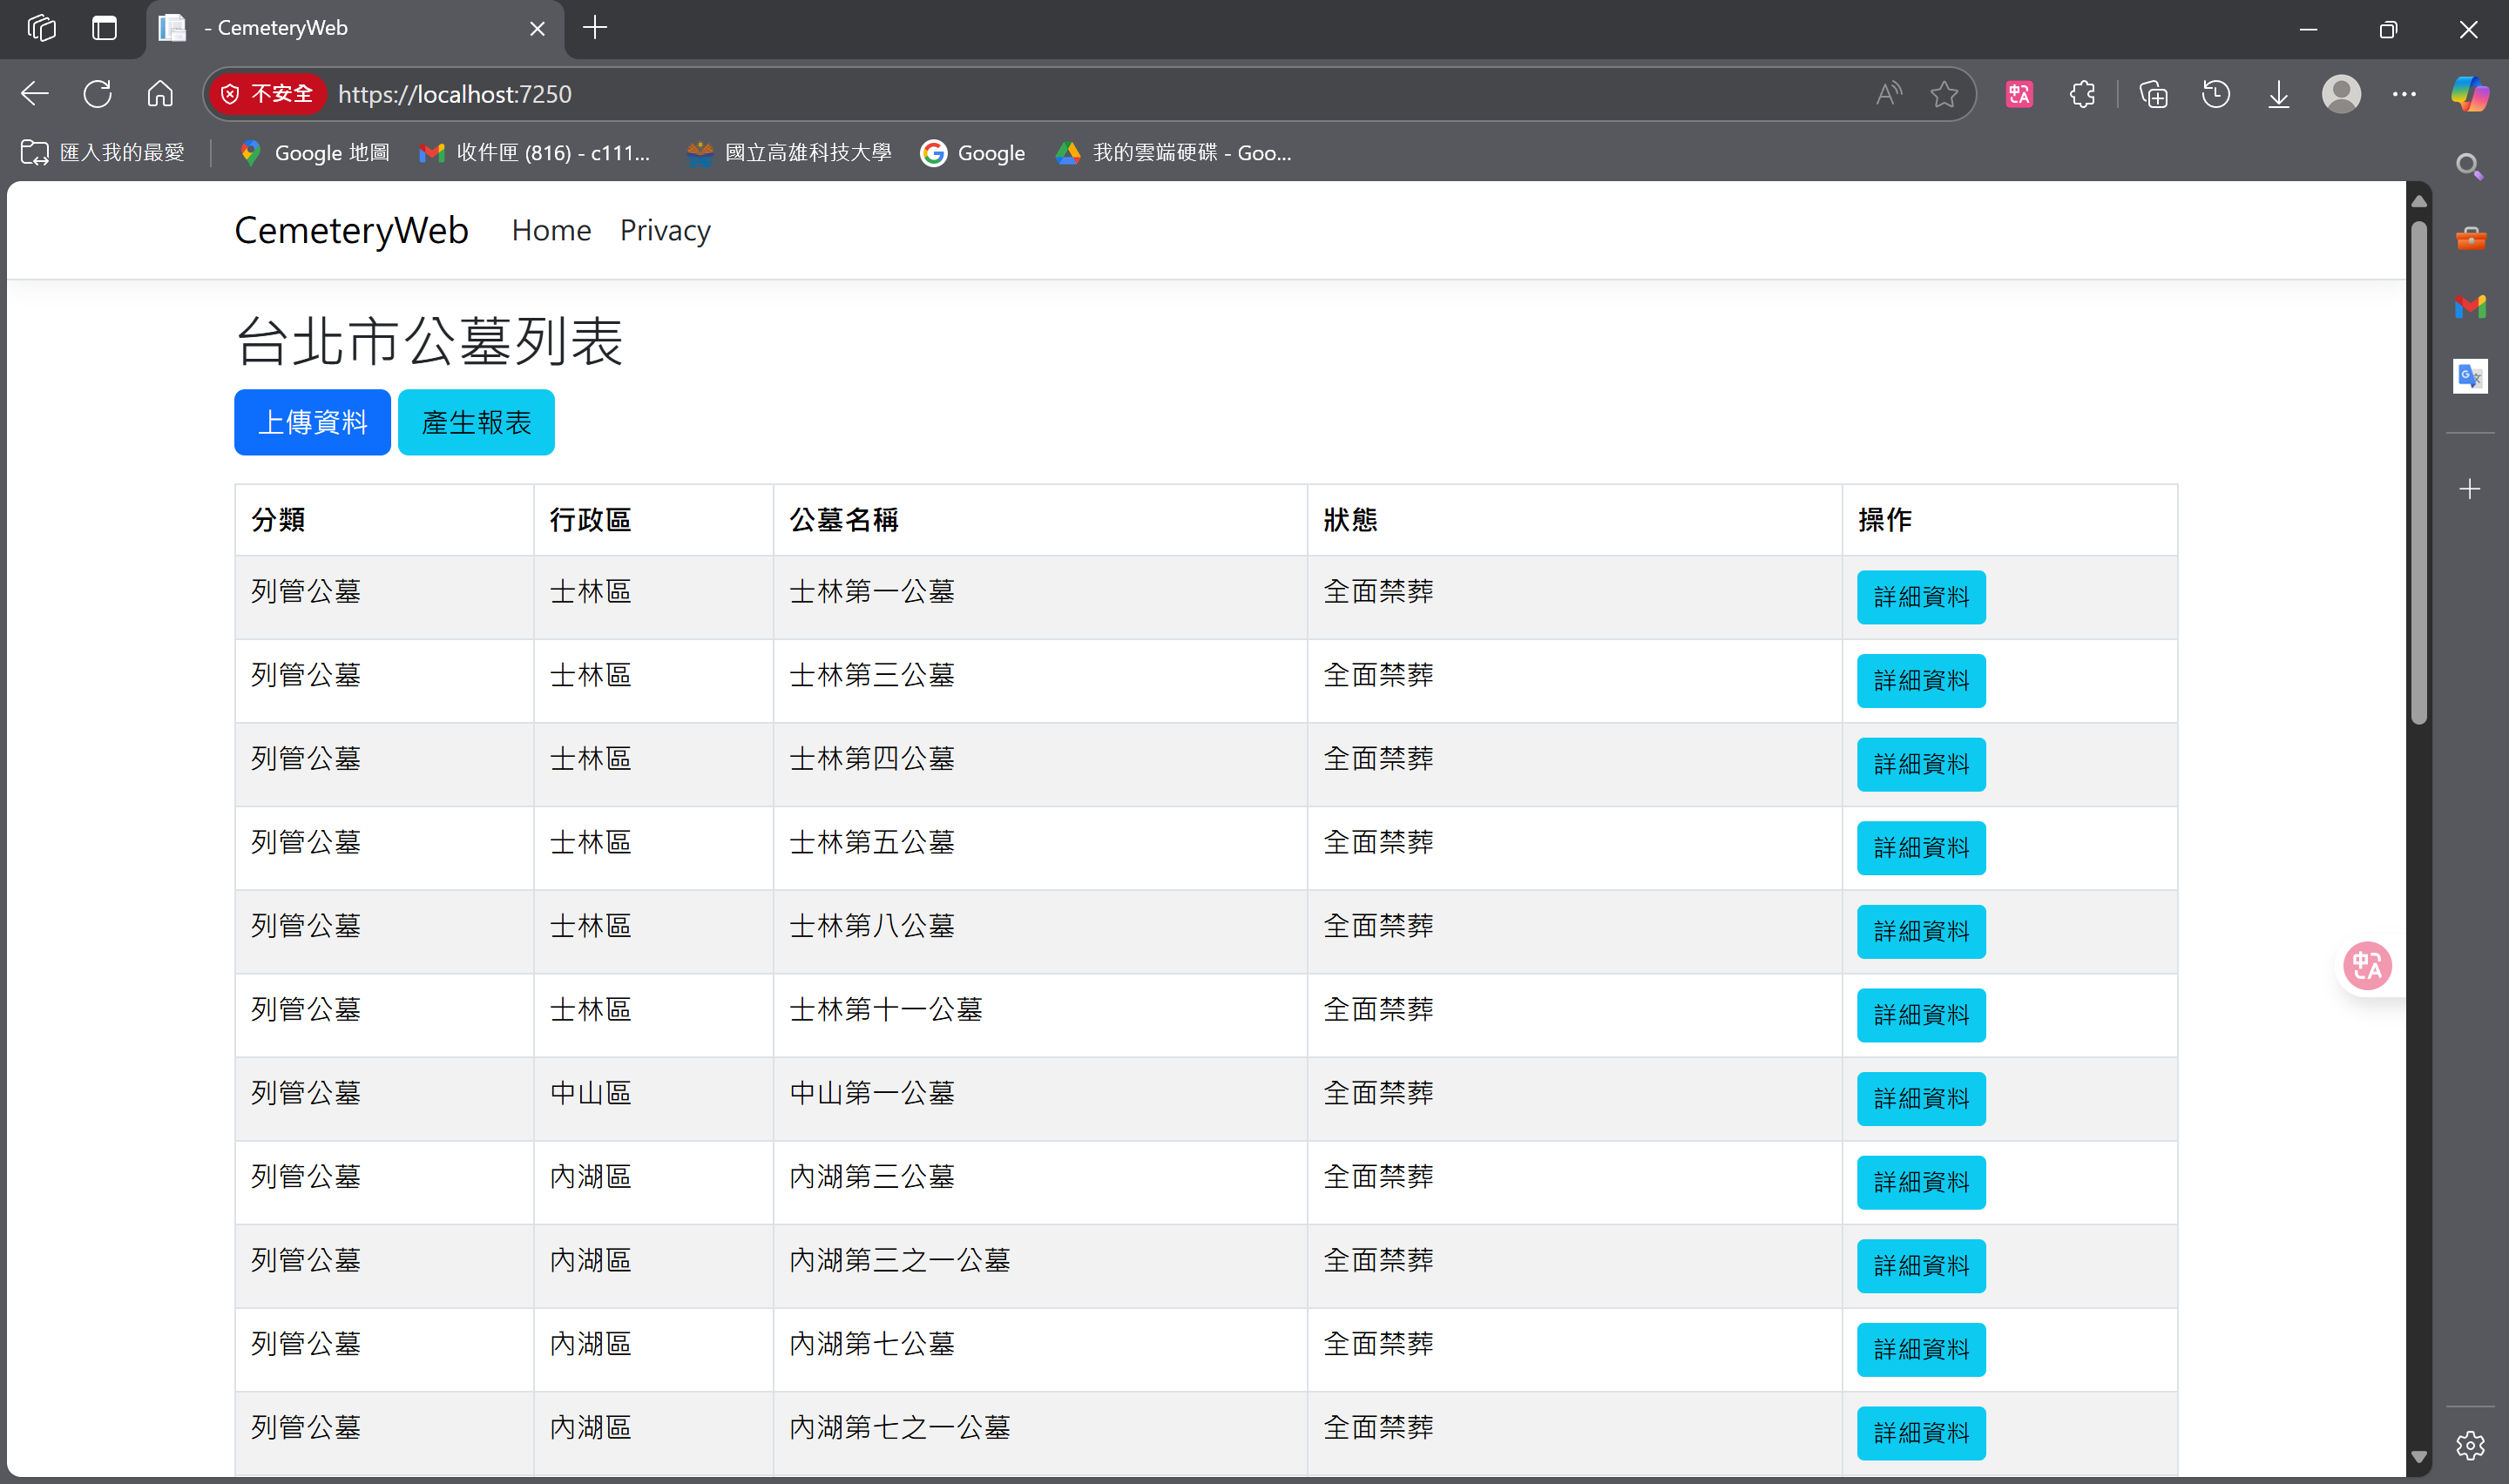 - CemeteryWeb
不安全 https://localhost:7250
匯入我的最愛 Google 地圖 收件匣 (816) - c111... 國立高雄科技大學 Google 我的雲端硬碟 - Goo...
CemeteryWeb Home Privacy
台北市公墓列表
上傳資料 產生報表
分類 行政區 公墓名稱 狀態 操作
列管公墓 士林區 士林第一公墓 全面禁葬 詳細資料
列管公墓 士林區 士林第三公墓 全面禁葬 詳細資料
列管公墓 士林區 士林第四公墓 全面禁葬 詳細資料
列管公墓 士林區 士林第五公墓 全面禁葬 詳細資料
列管公墓 士林區 士林第八公墓 全面禁葬 詳細資料
列管公墓 士林區 士林第十一公墓 全面禁葬 詳細資料
列管公墓 中山區 中山第一公墓 全面禁葬 詳細資料
列管公墓 內湖區 內湖第三公墓 全面禁葬 詳細資料
列管公墓 內湖區 內湖第三之一公墓 全面禁葬 詳細資料
列管公墓 內湖區 內湖第七公墓 全面禁葬 詳細資料
列管公墓 內湖區 內湖第七之一公墓 全面禁葬 詳細資料